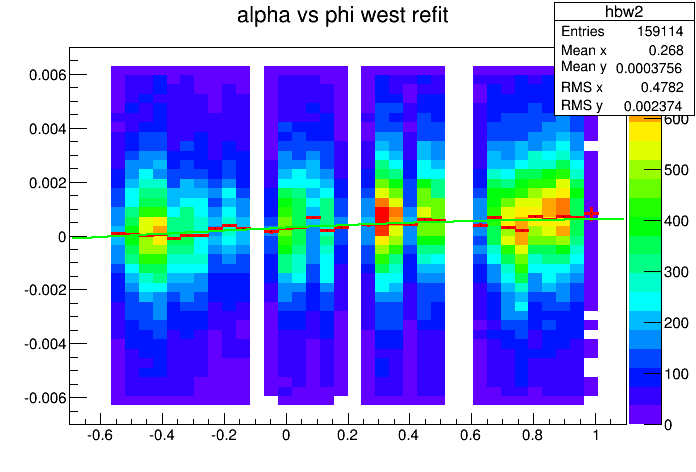 alpha vs phi west refit
hbw2
Entries 159114
Mean x 0.268
Mean y 0.0003756
RMS x 0.4782
RMS y 0.002374
0.006
0.004
0.002
0
-0.002
-0.004
-0.006
-0.6 -0.4 -0.2 0 0.2 0.4 0.6 0.8 1
600
500
400
300
200
100
0